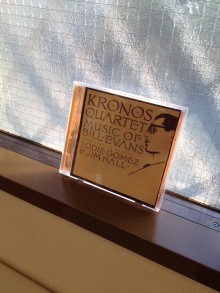 KRONOS
QUARTET
MUSIC OF
BILL EVANS
EDDIE GOMEZ
JIM HALL